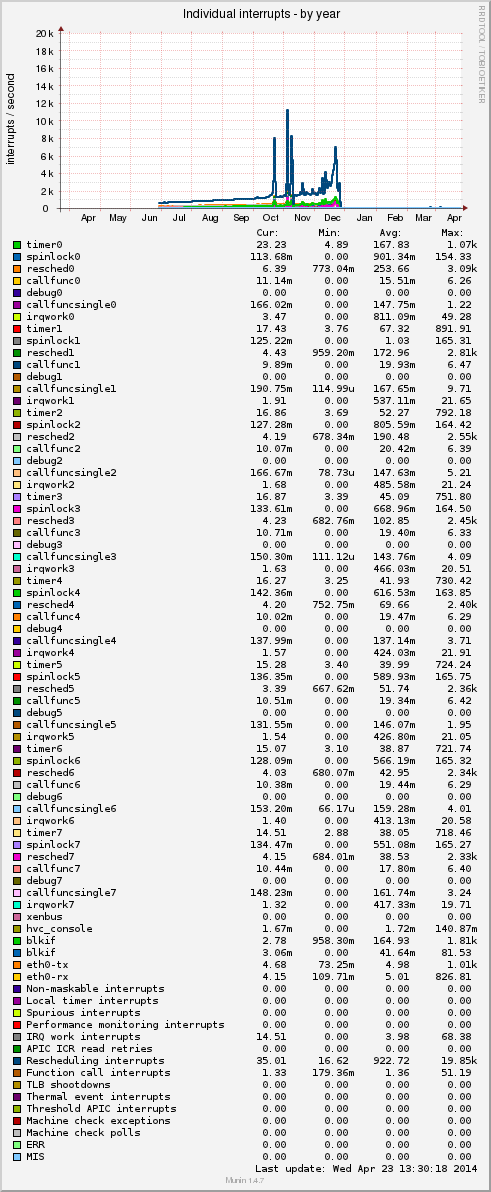 Individual interrupts - by year
RRDTOOL / TOBI OETIKER
interrupts / second
20 k
18 k
16 k
14 k
12 k
10 k
8 k
6 k
4 k
2 k
0
Apr May Jun Jul Aug Sep Oct Nov Dec Jan Feb Mar Apr
Cur: Min: Avg: Max:
timer0 23.23 4.89 167.83 1.07k
spinlock0 113.68m 0.00 901.34m 154.33
resched0 6.39 773.04m 253.66 3.09k
callfunc0 11.14m 0.00 15.51m 6.26
debug0 0.00 0.00 0.00 0.00
callfuncsingle0 166.02m 0.00 147.75m 1.22
irqwork0 3.47 0.00 811.09m 49.28
timer1 17.43 3.76 67.32 891.91
spinlock1 125.22m 0.00 1.03 165.31
resched1 4.43 959.20m 172.96 2.81k
callfunc1 9.89m 0.00 19.93m 6.47
debug1 0.00 0.00 0.00 0.00
callfuncsingle1 190.75m 114.99u 167.65m 9.71
irqwork1 1.91 0.00 537.11m 21.65
timer2 16.86 3.69 52.27 792.18
spinlock2 127.28m 0.00 805.59m 164.42
resched2 4.19 678.34m 190.48 2.55k
callfunc2 10.07m 0.00 20.42m 6.39
debug2 0.00 0.00 0.00 0.00
callfuncsingle2 166.67m 78.73u 147.63m 5.21
irqwork2 1.68 0.00 485.58m 21.24
timer3 16.87 3.39 45.09 751.80
spinlock3 133.61m 0.00 668.96m 164.50
resched3 4.23 682.76m 102.85 2.45k
callfunc3 10.71m 0.00 19.40m 6.33
debug3 0.00 0.00 0.00 0.00
callfuncsingle3 150.30m 111.12u 143.76m 4.09
irqwork3 1.63 0.00 466.03m 20.51
timer4 16.27 3.25 41.93 730.42
spinlock4 142.36m 0.00 616.53m 163.85
resched4 4.20 752.75m 69.66 2.40k
callfunc4 10.02m 0.00 19.47m 6.29
debug4 0.00 0.00 0.00 0.00
callfuncsingle4 137.99m 0.00 137.14m 3.71
irqwork4 1.57 0.00 424.03m 21.91
timer5 15.28 3.40 39.99 724.24
spinlock5 136.35m 0.00 589.93m 165.75
resched5 3.39 667.62m 51.74 2.36k
callfunc5 10.51m 0.00 19.34m 6.42
debug5 0.00 0.00 0.00 0.00
callfuncsingle5 131.55m 0.00 146.07m 1.95
irqwork5 1.54 0.00 426.80m 21.05
timer6 15.07 3.10 38.87 721.74
spinlock6 128.09m 0.00 566.19m 165.32
resched6 4.03 680.07m 42.95 2.34k
callfunc6 10.38m 0.00 19.44m 6.29
debug6 0.00 0.00 0.00 0.00
callfuncsingle6 153.20m 66.17u 159.28m 4.01
irqwork6 1.40 0.00 413.13m 20.58
timer7 14.51 2.88 38.05 718.46
spinlock7 134.47m 0.00 551.08m 165.27
resched7 4.15 684.01m 38.53 2.33k
callfunc7 10.44m 0.00 17.80m 6.40
debug7 0.00 0.00 0.00 0.00
callfuncsingle7 148.23m 0.00 161.74m 3.24
irqwork7 1.32 0.00 417.33m 19.71
xenbus 0.00 0.00 0.00 0.00
hvc_console 1.67m 0.00 1.72m 140.87m
blkif 2.78 958.30m 164.93 1.81k
blkif 3.06m 0.00 41.64m 81.53
eth0-tx 4.68 73.25m 4.98 1.01k
eth0-rx 4.15 109.71m 5.01 826.81
Non-maskable interrupts 0.00 0.00 0.00 0.00
Local timer interrupts 0.00 0.00 0.00 0.00
Spurious interrupts 0.00 0.00 0.00 0.00
Performance monitoring interrupts 0.00 0.00 0.00 0.00
IRQ work interrupts 14.51 0.00 3.98 68.38
APIC ICR read retries 0.00 0.00 0.00 0.00
Rescheduling interrupts 35.01 16.62 922.72 19.85k
Function call interrupts 1.33 179.36m 1.36 51.19
TLB shootdowns 0.00 0.00 0.00 0.00
Thermal event interrupts 0.00 0.00 0.00 0.00
Threshold APIC interrupts 0.00 0.00 0.00 0.00
Machine check exceptions 0.00 0.00 0.00 0.00
Machine check polls 0.00 0.00 0.00 0.00
ERR 0.00 0.00 0.00 0.00
MIS 0.00 0.00 0.00 0.00
Last update: Wed Apr 23 13:30:18 2014
Munin 1.4.7